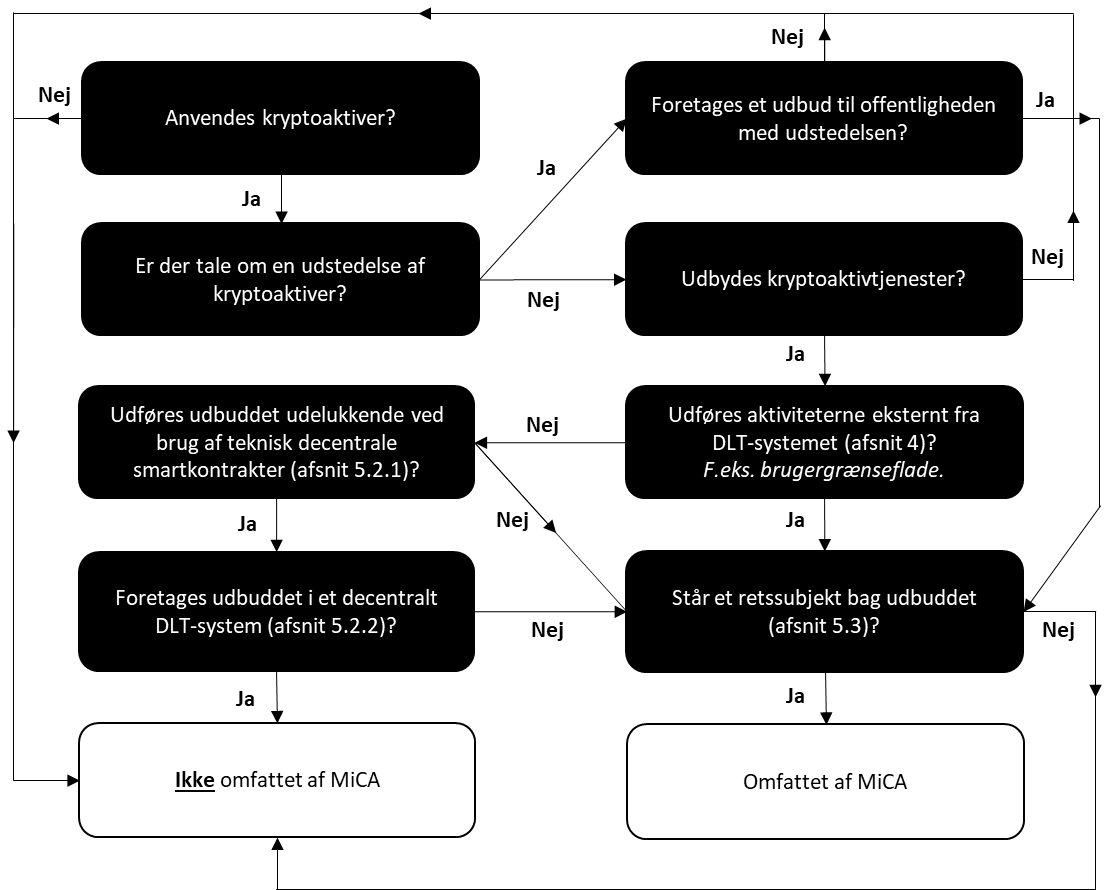 Nej
Nej
Anvendes kryptoaktiver?
Foretages et udbud til offentligheden
med udstedelsen?
Ja
Ja
Ja
Er der tale om en udstedelse af
kryptoaktiver?
Nej
Udbydes kryptoaktivtjenester?
Nej
Ja
Udføres udbuddet udelukkende ved
brug af teknisk decentrale
smartkontrakter (afsnit 5.2.1)?
Nej
Udføres aktiviteterne eksternt fra
DLT-systemet (afsnit 4)?
F.eks. brugergrænseflade.
Ja
Nej
Ja
Foretages udbuddet i et decentralt
DLT-system (afsnit 5.2.2)?
Nej
Står et retssubjekt bag udbuddet
(afsnit 5.3)?
Nej
Ja
Ja
Ikke omfattet af MiCA
Omfattet af MiCA